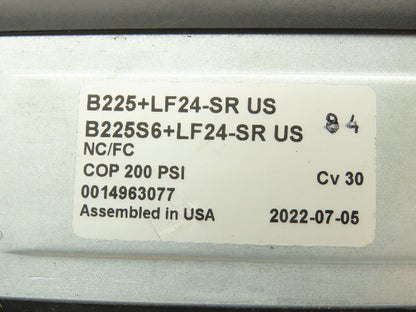 B225+LF24-SR US
B225S6+LF24-SR US 84
NC/FC
COP 200 PSI Cv 30
0014963077
Assembled in USA 2022-07-05